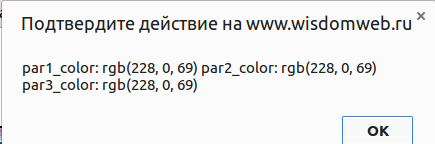 Подтвердите действие на www.wisdomweb.ru
par1_color: rgb(228, 0, 69) par2_color: rgb(228, 0, 69)
par3_color: rgb(228, 0, 69)
OK